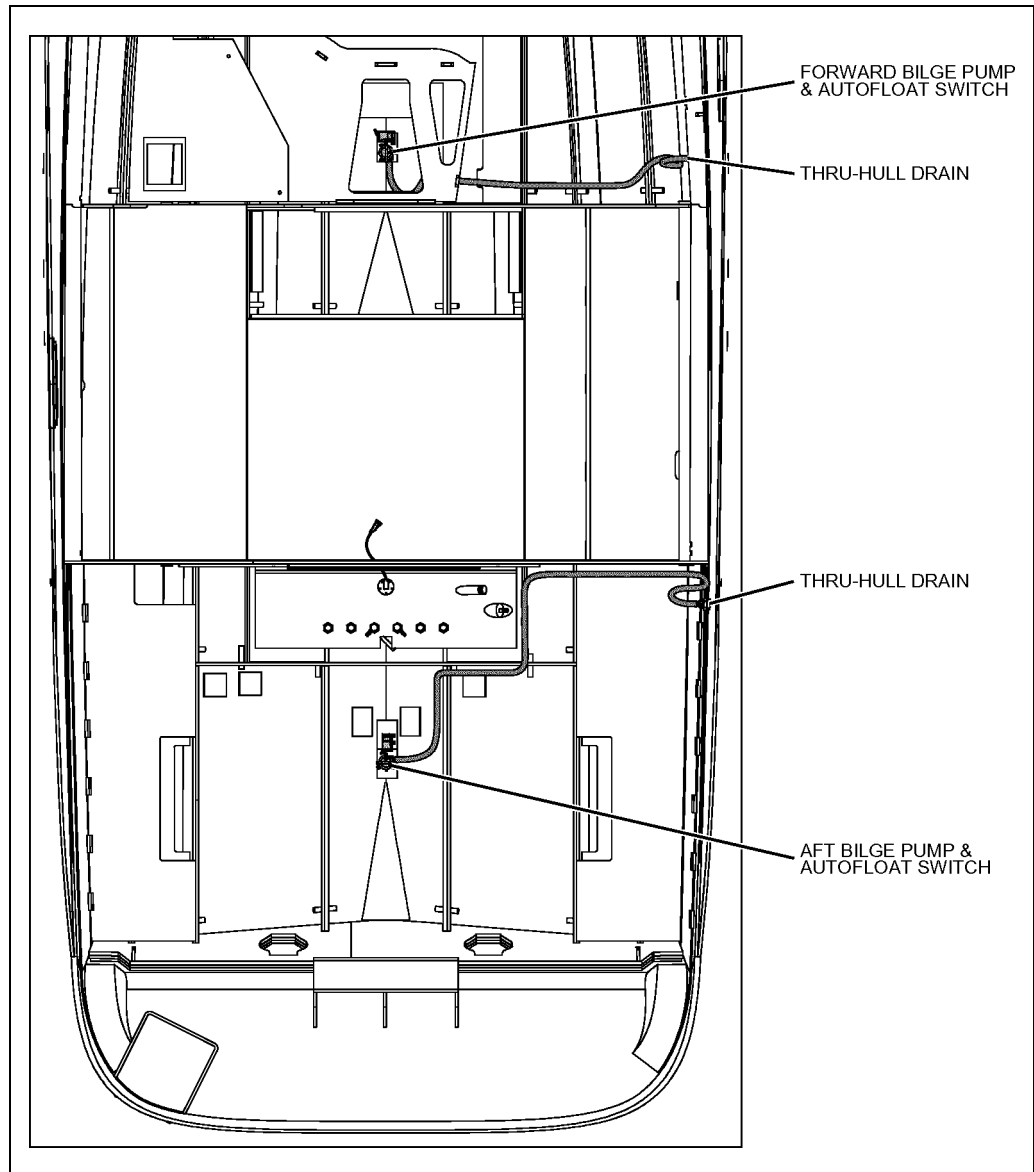 FORWARD BILGE PUMP
& AUTOFLOAT SWITCH
THRU-HULL DRAIN
THRU-HULL DRAIN
AFT BILGE PUMP &
AUTOFLOAT SWITCH